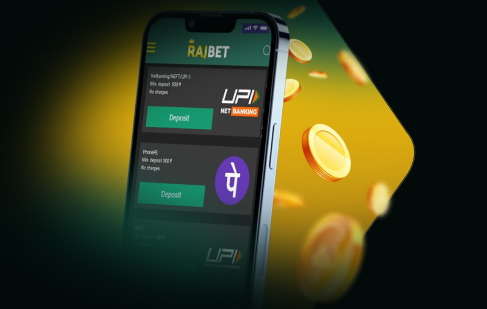 RAJBET
Netbanking/NEFT/UPI 1
Min. deposit 500 ₹
No charges
UPI
NET BANKING
Deposit
PhonePE
Min. deposit 500 ₹
No charges
पे
Deposit
UPI